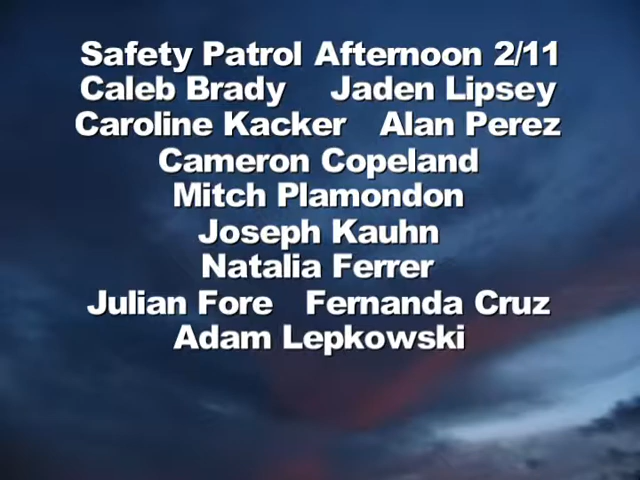 Safety Patrol Afternoon 2/11
Caleb Brady Jaden Lipsey
Caroline Kacker Alan Perez
Cameron Copeland
Mitch Plamondon
Joseph Kauhn
Natalia Ferrer
Julian Fore Fernanda Cruz
Adam Lepkowski